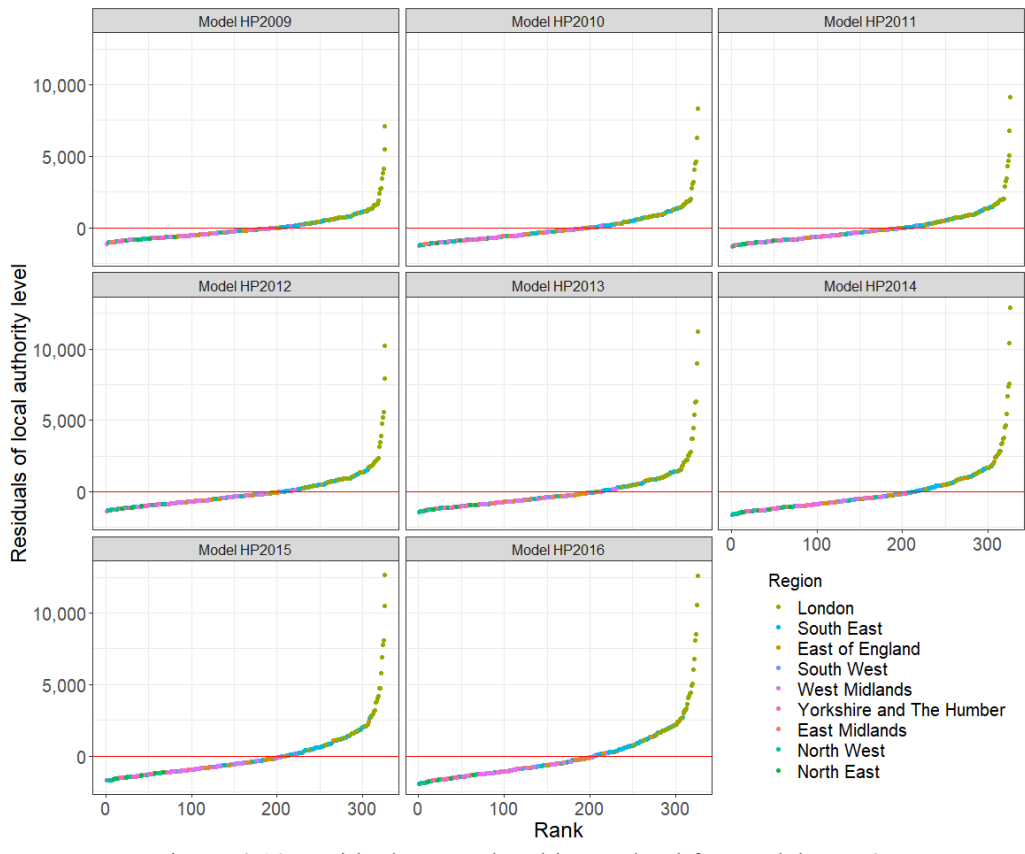 Model HP2009
Model HP2010
Model HP2011
10,000
5,000
0
Model HP2012
Model HP2013
Model HP2014
10,000
5,000
0
0 100 200 300
Model HP2015
Model HP2016
10,000
5,000
0
0 100 200 300
0 100 200 300
Residuals of local authority level
Rank
Region
London
South East
East of England
South West
West Midlands
Yorkshire and The Humber
East Midlands
North West
North East